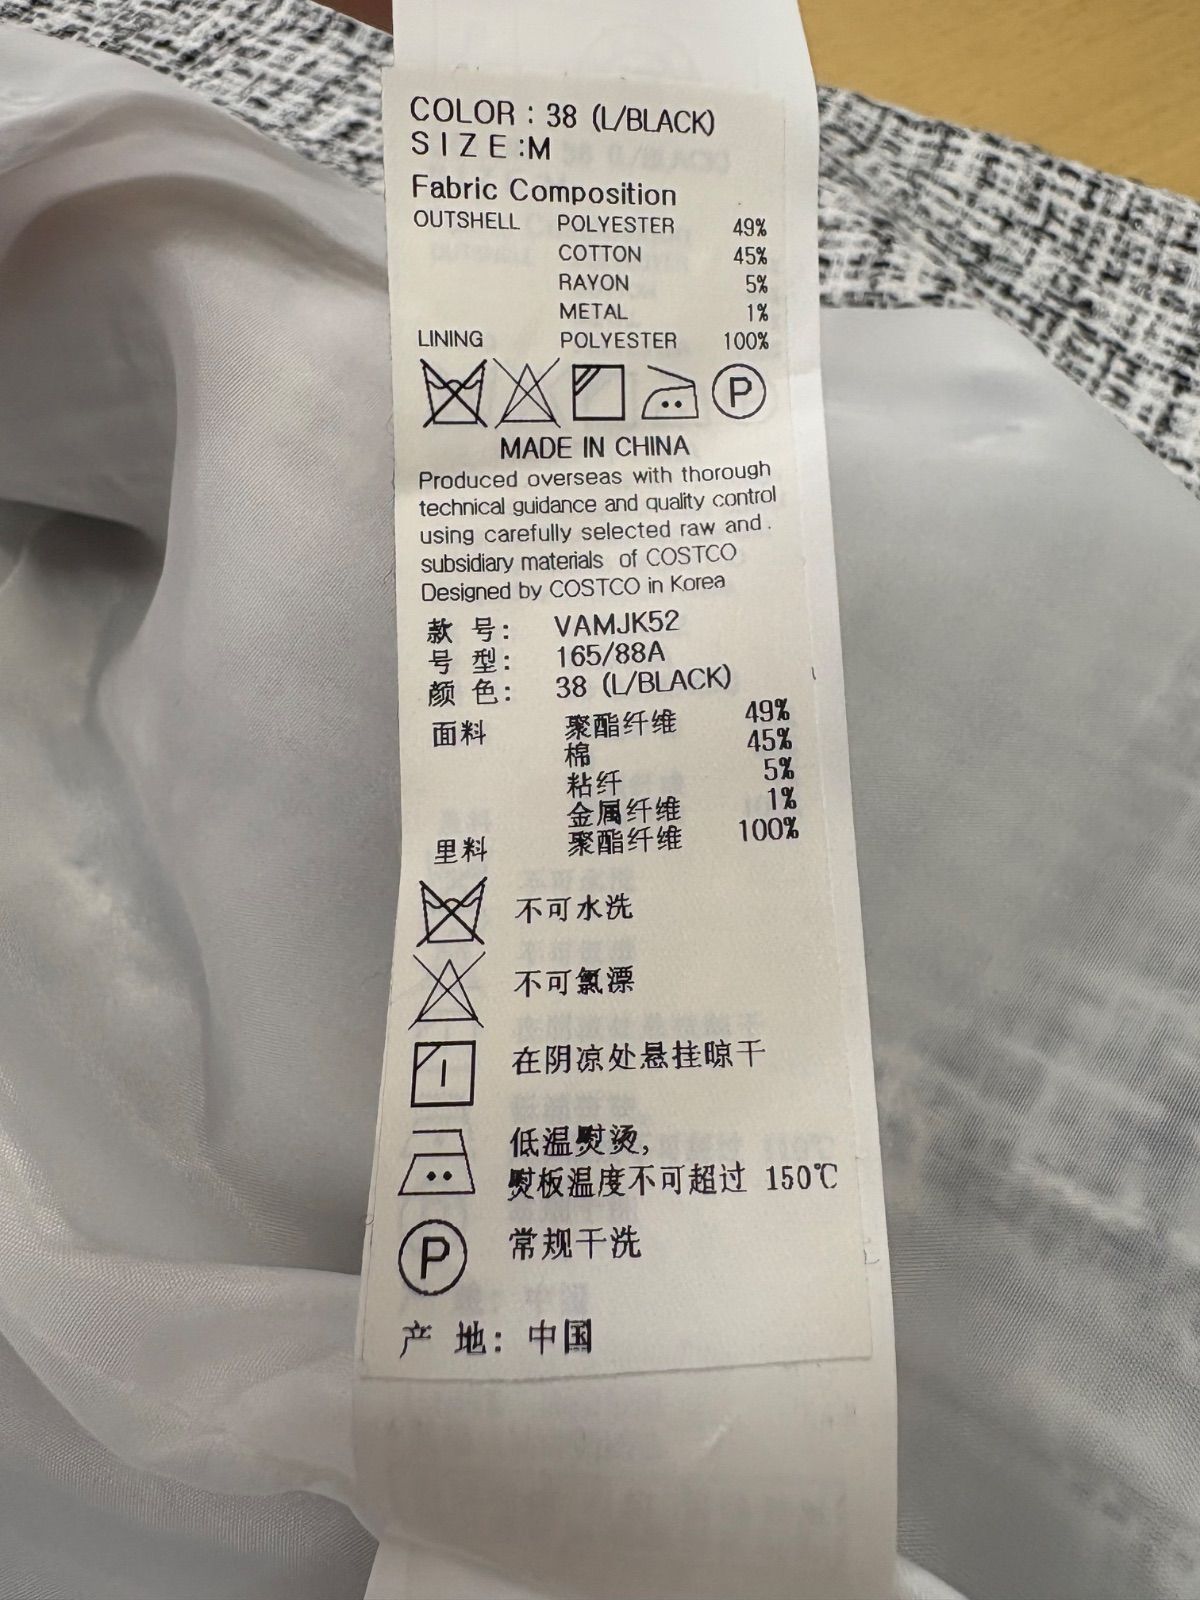 COLOR : 38 (L/BLACK)
SIZE:M
Fabric Composition
OUTSHELL POLYESTER 49%
COTTON 45%
RAYON 5%
METAL 1%
LINING POLYESTER 100%
P
MADE IN CHINA
Produced overseas with thorough
technical guidance and quality control
using carefully selected raw and .
subsidiary materials of COSTCO
Designed by COSTCO in Korea
款 号: VAMJK52
号 型: 165/88A
颜 色: 38 (L/BLACK)
面料 聚酯纤维 49%
棉 45%
粘纤 5%
金属纤维 1%
里料 聚酯纤维 100%
不可水洗
不可氯漂
在阴凉处悬挂晾干
低温熨烫,
熨板温度不可超过 150℃
P 常规干洗
产 地: 中国